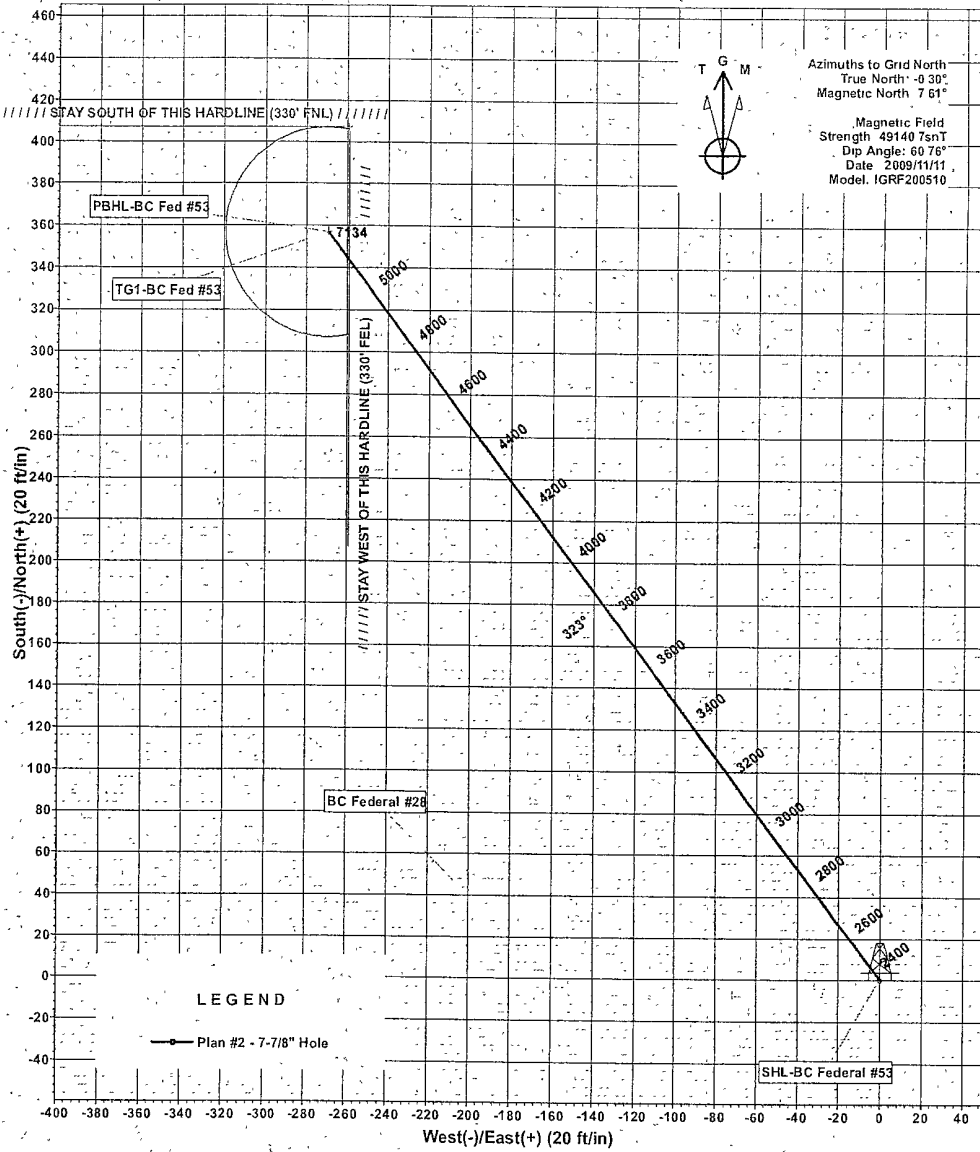 T G M
Azimuths to Grid North
True North -0 30°
Magnetic North 7 61°
Magnetic Field
Strength 49140 7snT
Dip Angle: 60 76°
Date 2009/11/11
Model. IGRF200510
460
440
420
400
380
360
340
320
300
280
260
240
220
200
180
160
140
120
100
80
60
40
20
0
-20
-40
South(-)/North(+) (20 ft/in)
////// STAY SOUTH OF THIS HARDLINE (330' FNL) ///////
PBHL-BC Fed #53
7134
TG1-BC Fed #53
5000
4800
4600
4400
4200
4000
3800
323°
3600
3400
3200
3000
2800
2600
2400
///// STAY WEST OF THIS HARDLINE (330' FEL) //////
BC Federal #28
LEGEND
Plan #2 - 7-7/8" Hole
SHL-BC Federal #53
-400 -380 -360 -340 -320 -300 -280 -260 -240 -220 -200 -180 -160 -140 -120 -100 -80 -60 -40 -20 0 20 40
West(-)/East(+) (20 ft/in)